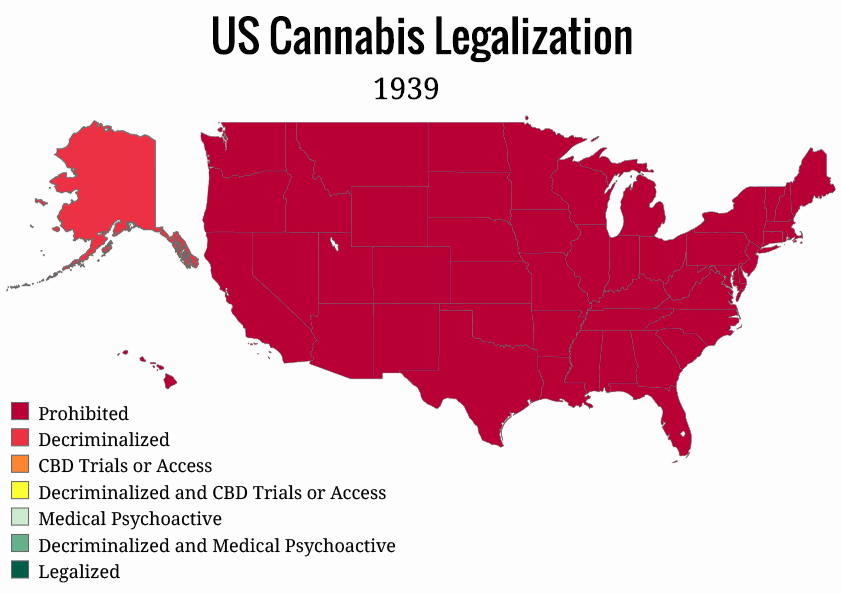 US Cannabis Legalization
1939
Prohibited
Decriminalized
CBD Trials or Access
Decriminalized and CBD Trials or Access
Medical Psychoactive
Decriminalized and Medical Psychoactive
Legalized